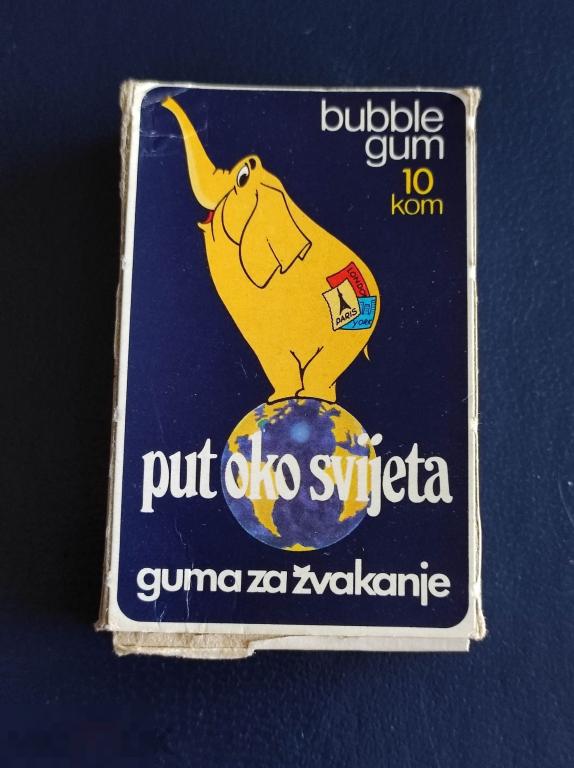 bubble
gum
10
kom
LONDON
PARIS
YORK
put oko svijeta
guma za žvakanje